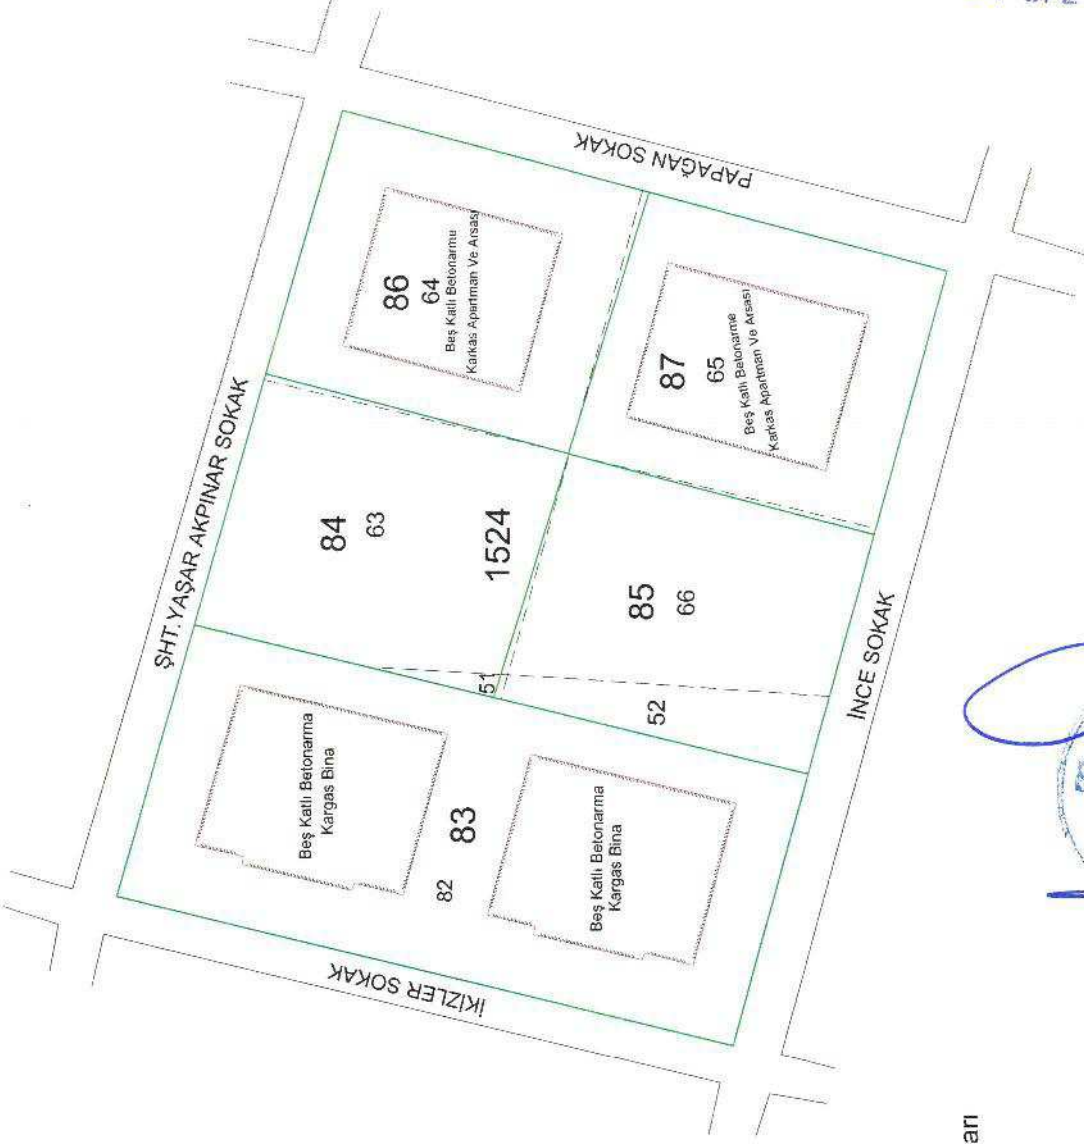 ŞHT. YAŞAR AKPINAR SOKAK
PAPAĞAN SOKAK
İKİZLER SOKAK
İNCE SOKAK
Beş Katlı Betonarma
Kargas Bina
82
83
Beş Katlı Betonarma
Kargas Bina
84
63
1524
51
52
85
66
86
64
Beş Katlı Betonarmu
Karkas Apartman Ve Arsası
87
65
Beş Katlı Betonarme
Karkas Apartman Ve Arsası
arı